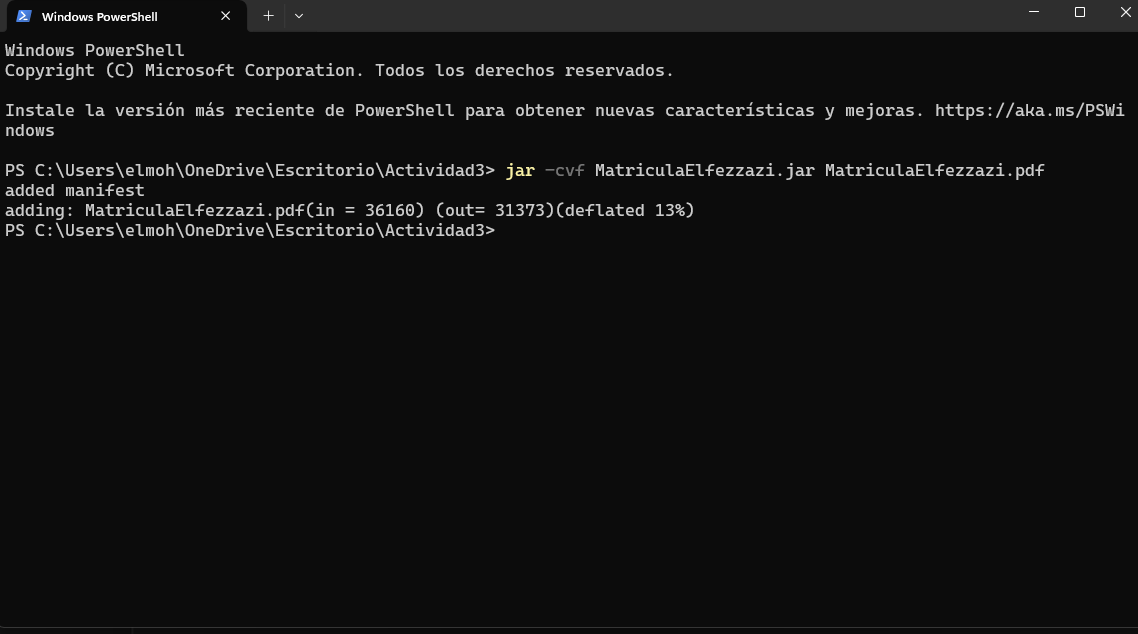 Windows PowerShell
Windows PowerShell
Copyright (C) Microsoft Corporation. Todos los derechos reservados.
Instale la versión más reciente de PowerShell para obtener nuevas características y mejoras. https://aka.ms/PSWi
ndows
PS C:\Users\elmoh\OneDrive\Escritorio\Actividad3> jar -cvf MatriculaElfezzazi.jar MatriculaElfezzazi.pdf
added manifest
adding: MatriculaElfezzazi.pdf(in = 36160) (out= 31373)(deflated 13%)
PS C:\Users\elmoh\OneDrive\Escritorio\Actividad3>